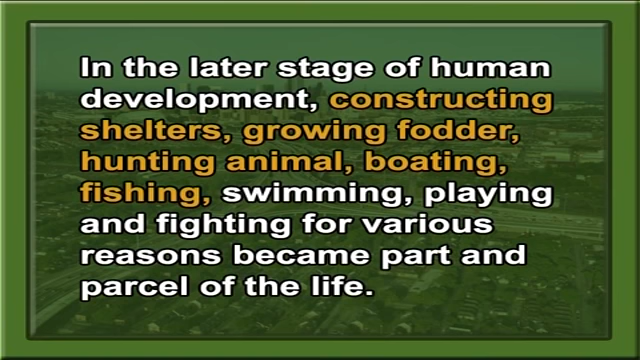 In the later stage of human
development, constructing
shelters, growing fodder,
hunting animal, boating,
fishing, swimming, playing
and fighting for various
reasons became part and
parcel of the life.